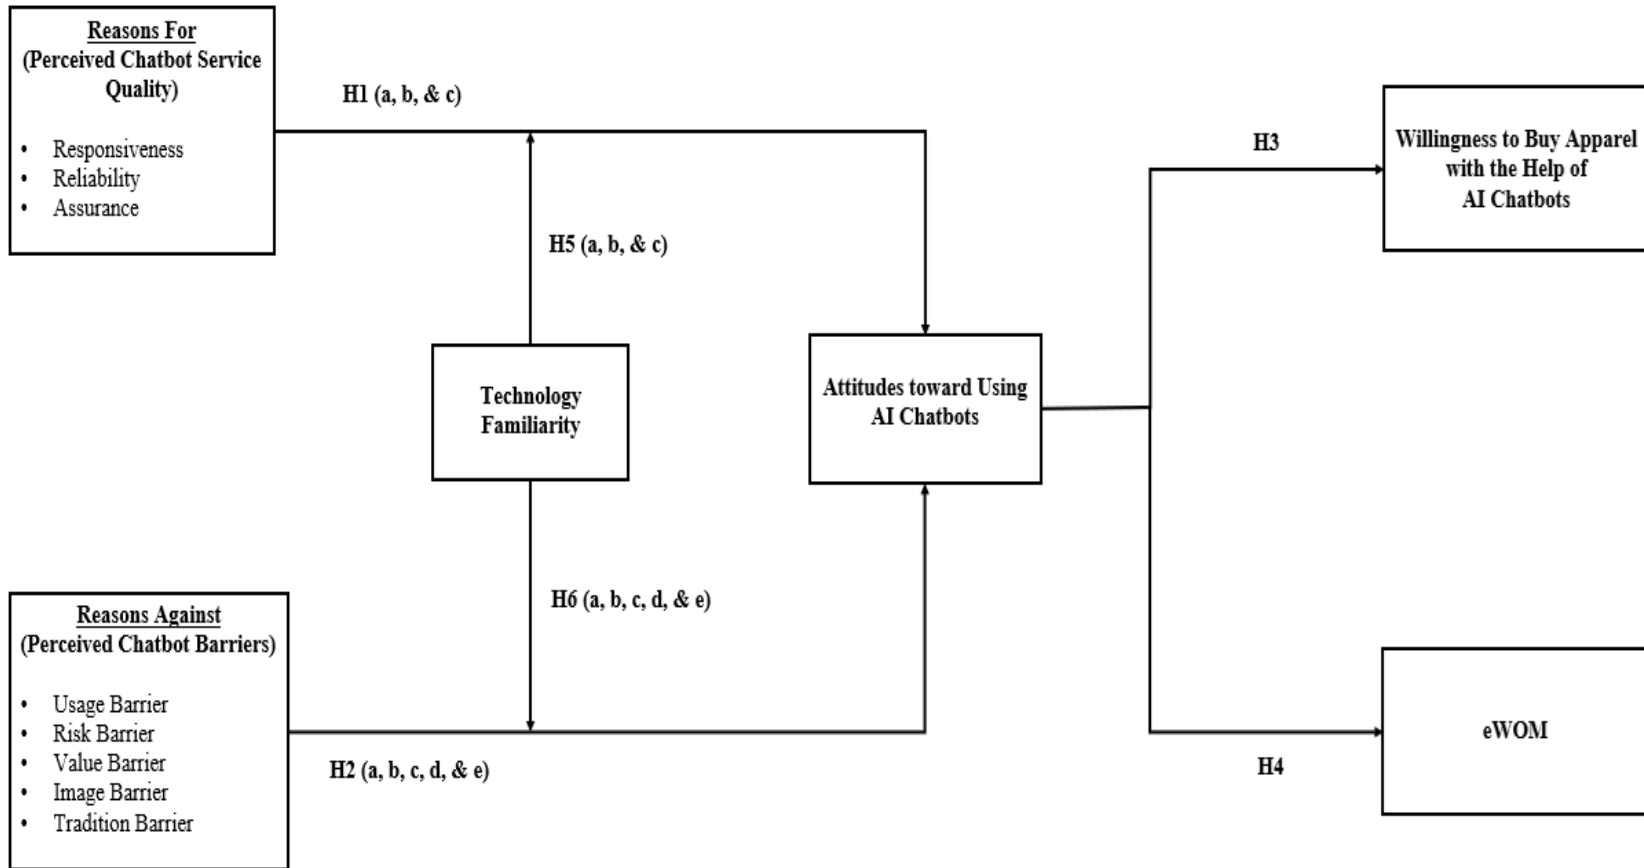 Reasons For
(Perceived Chatbot Service
Quality)
• Responsiveness
• Reliability
• Assurance
H1 (a, b, & c)
H5 (a, b, & c)
Technology
Familiarity
H6 (a, b, c, d, & e)
Reasons Against
(Perceived Chatbot Barriers)
• Usage Barrier
• Risk Barrier
• Value Barrier
• Image Barrier
• Tradition Barrier
H2 (a, b, c, d, & e)
Attitudes toward Using
AI Chatbots
H3
Willingness to Buy Apparel
with the Help of
AI Chatbots
H4
eWOM